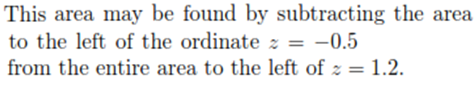 This area may be found by subtracting the area
to the left of the ordinate z = −0.5
from the entire area to the left of z = 1.2.